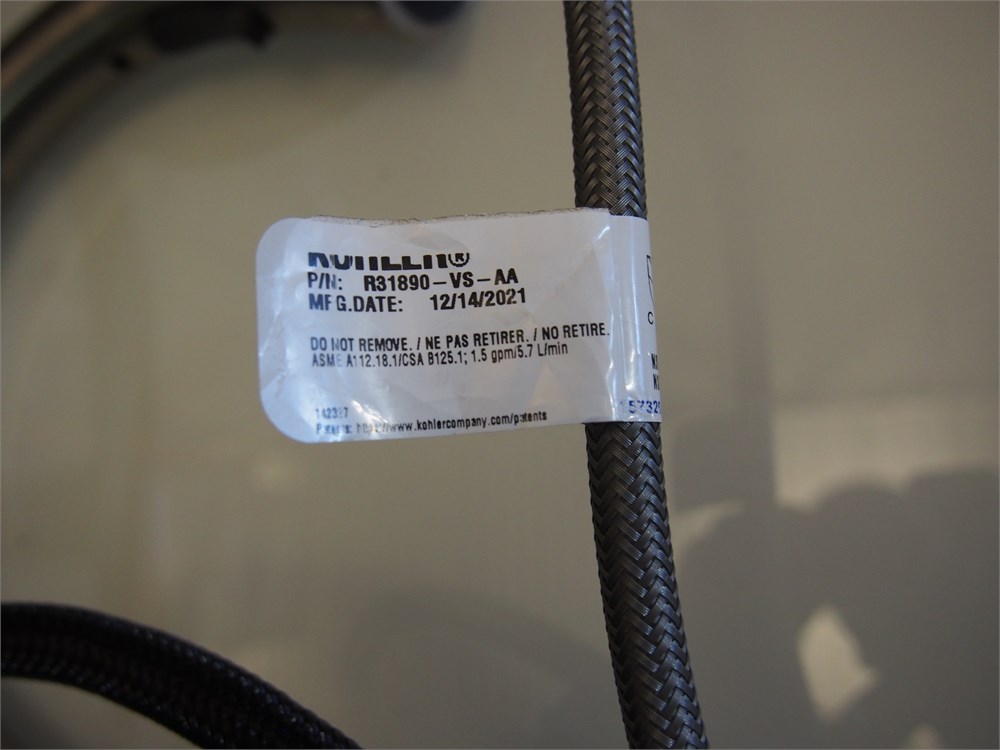 KOHLER®
P/N: R31890-VS-AA
MFG.DATE: 12/14/2021
DO NOT REMOVE. / NE PAS RETIRER. / NO RETIRE.
ASME A112.18.1/CSA B125.1; 1.5 gpm/5.7 L/min
Patents: http://www.kohlercompany.com/patents